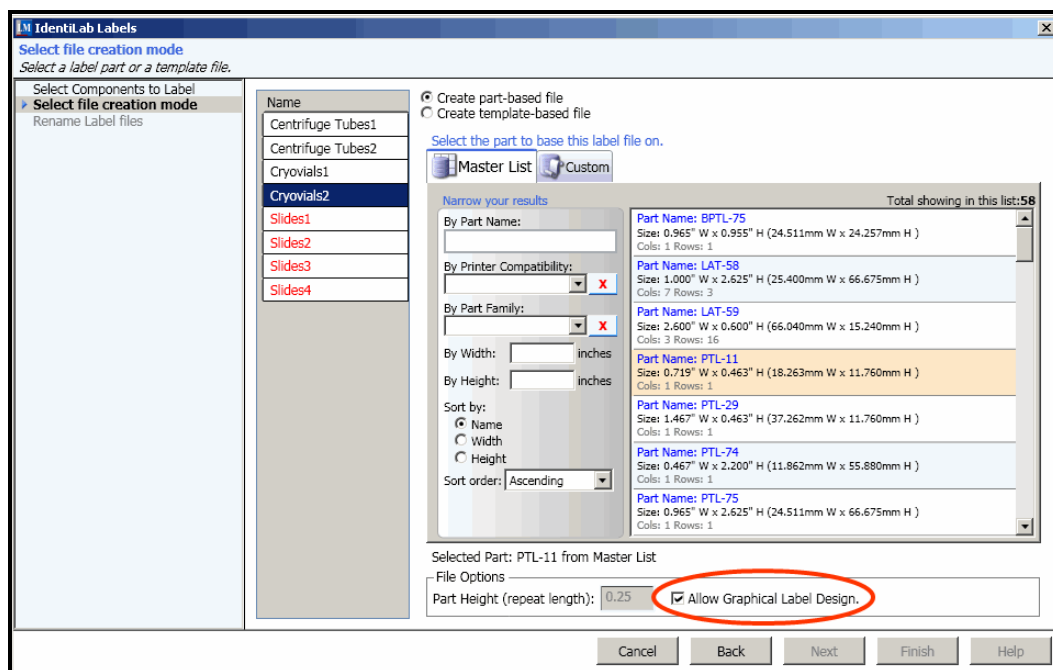 LM IdentiLab Labels
Select file creation mode
Select a label part or a template file.
Select Components to Label
Select file creation mode
Rename Label files
Name
Centrifuge Tubes1
Centrifuge Tubes2
Cryovials1
Cryovials2
Slides1
Slides2
Slides3
Slides4
Create part-based file
Create template-based file
Select the part to base this label file on.
Master List
Custom
Narrow your results
Total showing in this list:58
By Part Name:
By Printer Compatibility:
X
By Part Family:
X
By Width: inches
By Height: inches
Sort by:
Name
Width
Height
Sort order: Ascending
Part Name: BPTL-75
Size: 0.965" W x 0.955" H (24.511mm W x 24.257mm H )
Cols: 1 Rows: 1
Part Name: LAT-58
Size: 1.000" W x 2.625" H (25.400mm W x 66.675mm H )
Cols: 7 Rows: 3
Part Name: LAT-59
Size: 2.600" W x 0.600" H (66.040mm W x 15.240mm H )
Cols: 3 Rows: 16
Part Name: PTL-11
Size: 0.719" W x 0.463" H (18.263mm W x 11.760mm H )
Cols: 1 Rows: 1
Part Name: PTL-29
Size: 1.467" W x 0.463" H (37.262mm W x 11.760mm H )
Cols: 1 Rows: 1
Part Name: PTL-74
Size: 0.467" W x 2.200" H (11.862mm W x 55.880mm H )
Cols: 1 Rows: 1
Part Name: PTL-75
Size: 0.965" W x 2.625" H (24.511mm W x 66.675mm H )
Cols: 1 Rows: 1
Selected Part: PTL-11 from Master List
File Options
Part Height (repeat length): 0.25
Allow Graphical Label Design.
Cancel
Back
Next
Finish
Help